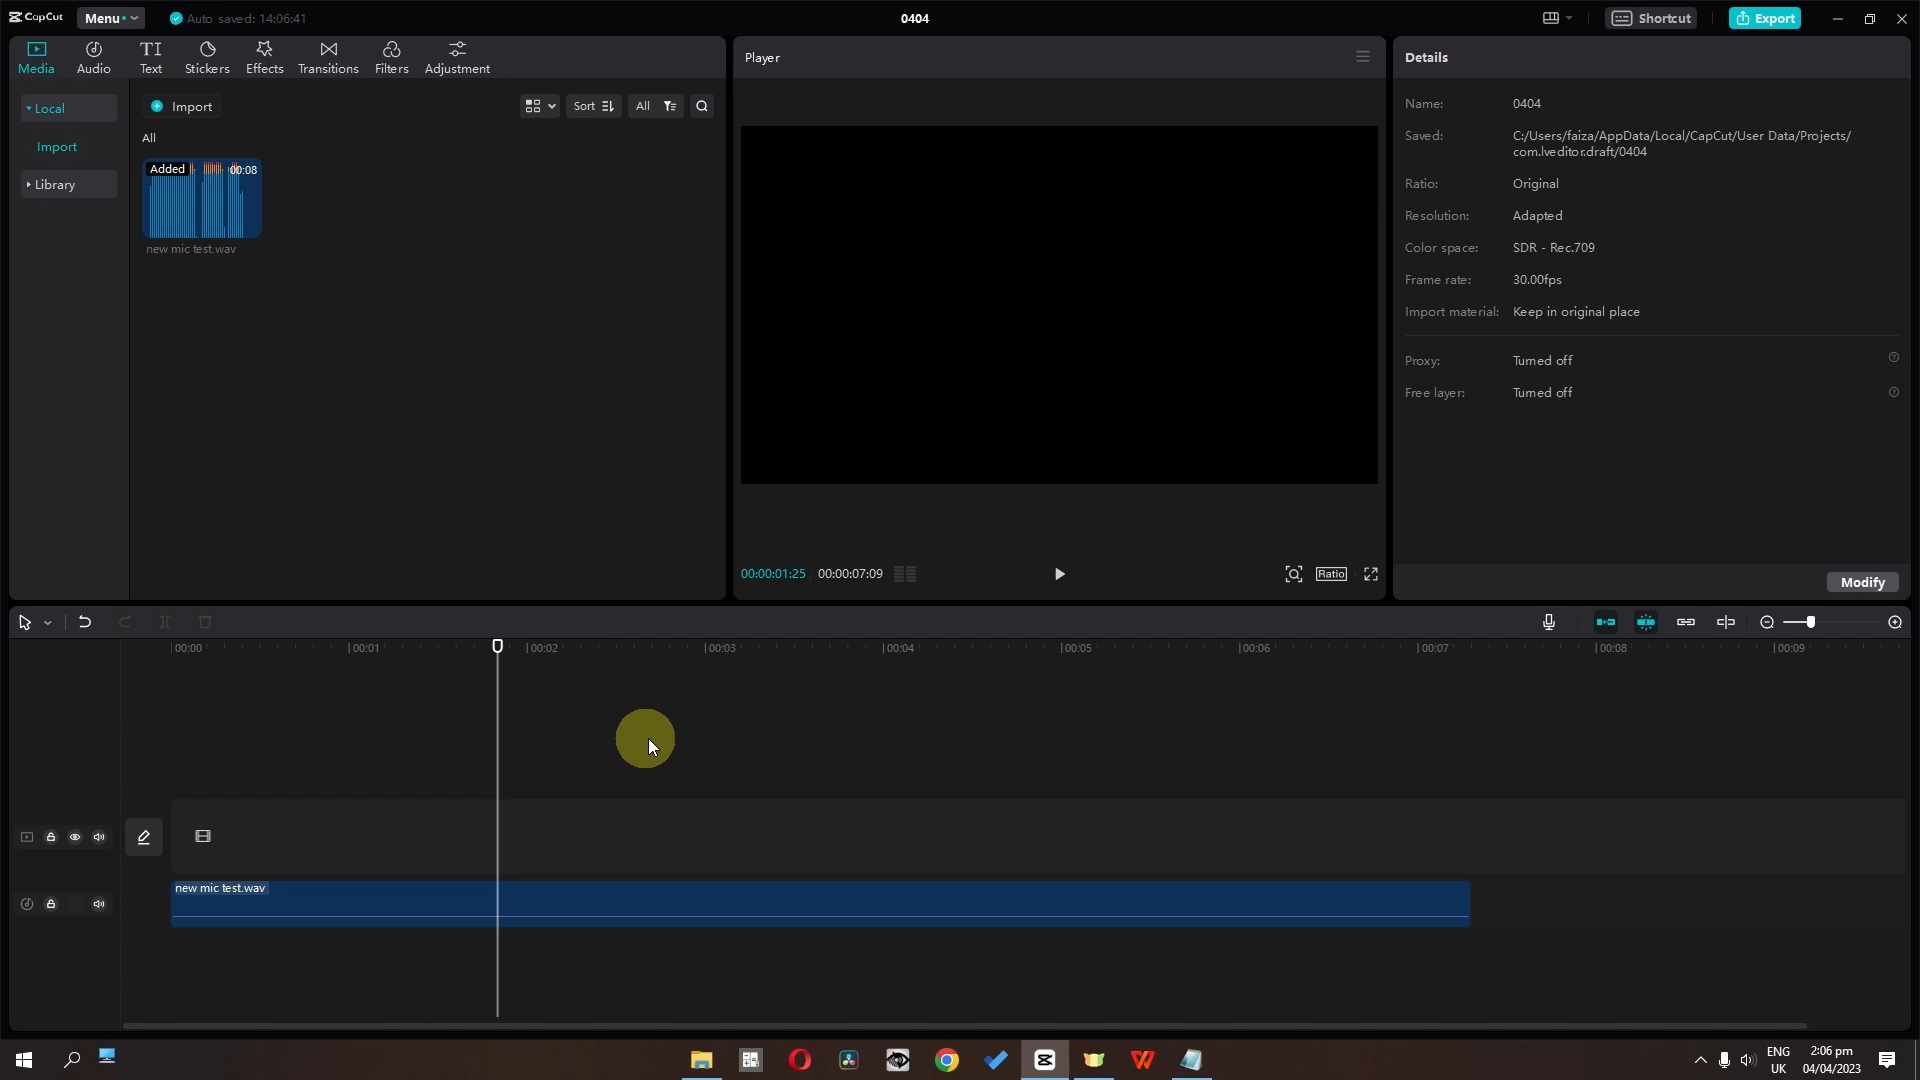 CapCut
Menu
Auto saved: 14:06:41
0404
Shortcut
Export
Media
Audio
TI
Text
Stickers
Effects
Transitions
Filters
Adjustment
Player
Details
Local
Import
Library
Import
Sort
All
All
Added
00:08
new mic test.wav
Name: 0404
Saved: C:/Users/faiza/AppData/Local/CapCut/User Data/Projects/
com.lveditor.draft/0404
Ratio: Original
Resolution: Adapted
Color space: SDR - Rec.709
Frame rate: 30.00fps
Import material: Keep in original place
Proxy: Turned off
Free layer: Turned off
00:00:01:25 00:00:07:09
Ratio
Modify
00:00 00:01 00:02 00:03 00:04 00:05 00:06 00:07 00:08 00:09
new mic test.wav
ENG
UK
2:06 pm
04/04/2023